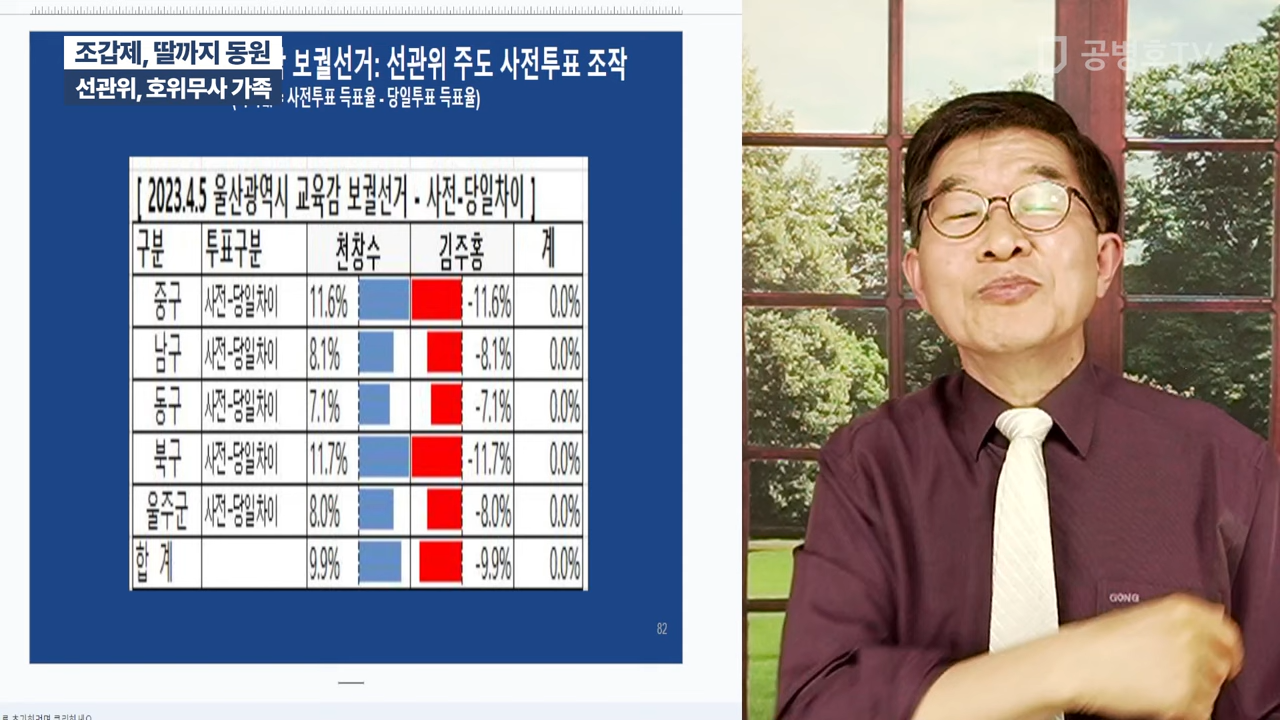 조갑제, 딸까지 동원
선관위, 호위무사 가족
보궐선거: 선관위 주도 사전투표 조작
사전투표 득표율 - 당일투표 득표율)
[ 2023.4.5 울산광역시 교육감 보궐선거 - 사전-당일차이 ]
구분 투표구분 천창수 김주홍 계
중구 사전-당일차이 11.6% -11.6% 0.0%
남구 사전-당일차이 8.1% -8.1% 0.0%
동구 사전-당일차이 7.1% -7.1% 0.0%
북구 사전-당일차이 11.7% -11.7% 0.0%
울주군 사전-당일차이 8.0% -8.0% 0.0%
합 계 9.9% -9.9% 0.0%
82
공병호TV
GONG